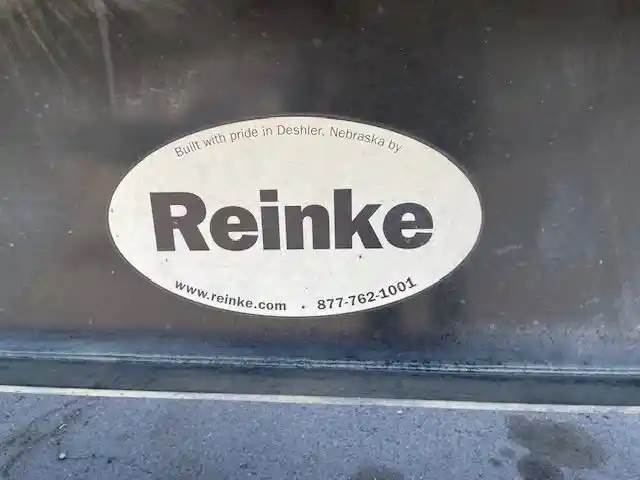 Built with pride in Deshler, Nebraska by
Reinke
www.reinke.com • 877-762-1001